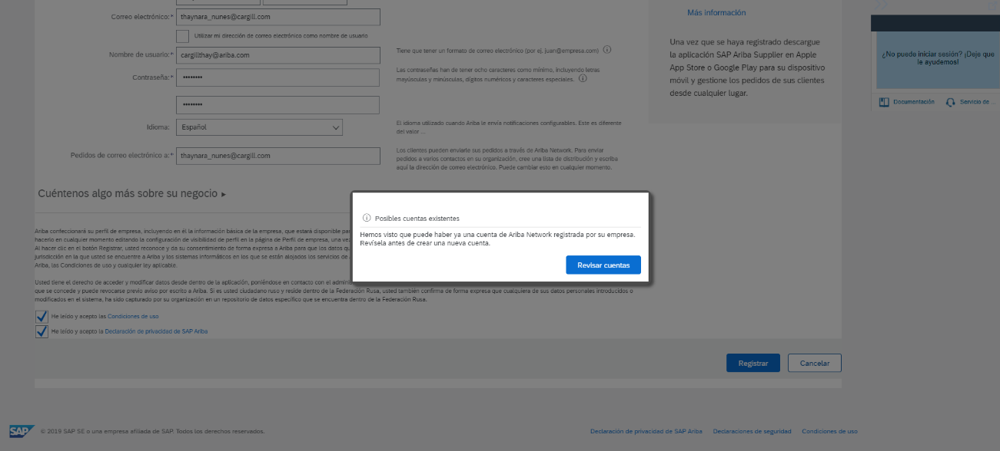 Correo electrónico:* thaynara_nunes@cargill.com
Utilizar mi dirección de correo electrónico como nombre de usuario
Nombre de usuario:* cargillthay@ariba.com
Tiene que tener un formato de correo electrónico (por ej. juan@empresa.com)
Contraseña:* ••••••••
Las contraseñas han de tener ocho caracteres como mínimo, incluyendo letras
mayúsculas y minúsculas, dígitos numéricos y caracteres especiales.
••••••••
Idioma: Español
El idioma utilizado cuando Ariba le envía notificaciones configurables. Este es diferente
del valor ...
Pedidos de correo electrónico a:* thaynara_nunes@cargill.com
Los clientes pueden enviarle sus pedidos a través de Ariba Network. Para enviar
pedidos a varios contactos en su organización, cree una lista de distribución y escriba
aquí la dirección de correo electrónico. Puede cambiar esto en cualquier momento.
Más información
Una vez que se haya registrado descargue
la aplicación SAP Ariba Supplier en Apple
App Store o Google Play para su dispositivo
móvil y gestione los pedidos de sus clientes
desde cualquier lugar.
¿No puede iniciar sesión? ¡Deje que
le ayudemos!
Documentación Servicio de ...
Cuéntenos algo más sobre su negocio ►
Posibles cuentas existentes
Hemos visto que puede haber ya una cuenta de Ariba Network registrada por su empresa.
Revísela antes de crear una nueva cuenta.
Revisar cuentas
Ariba confeccionará su perfil de empresa, incluyendo en él la información básica de la empresa, que estará disponible par
hacerlo en cualquier momento editando la configuración de visibilidad de perfil en la página de Perfil de empresa, una vez
Al hacer clic en el botón Registrar, usted reconoce y da su consentimiento de forma expresa a Ariba para que los datos qu
jurisdicción en la que usted se encuentre a Ariba y los sistemas informáticos en los que se están alojados los servicios de
Ariba, las Condiciones de uso y cualquier ley aplicable.
Usted tiene el derecho de acceder y modificar datos desde dentro de la aplicación, poniéndose en contacto con el admini
que se concede y puede revocarse previo aviso por escrito a Ariba. Si es usted ciudadano ruso y reside dentro de la Federación Rusa, usted también confirma de forma expresa que cualquiera de sus datos personales introducidos o
modificados en el sistema, ha sido capturado por su organización en un repositorio de datos específico que se encuentra dentro de la Federación Rusa.
He leído y acepto las Condiciones de uso
He leído y acepto la Declaración de privacidad de SAP Ariba
Registrar Cancelar
SAP © 2019 SAP SE o una empresa afiliada de SAP. Todos los derechos reservados.
Declaración de privacidad de SAP Ariba Declaraciones de seguridad Condiciones de uso